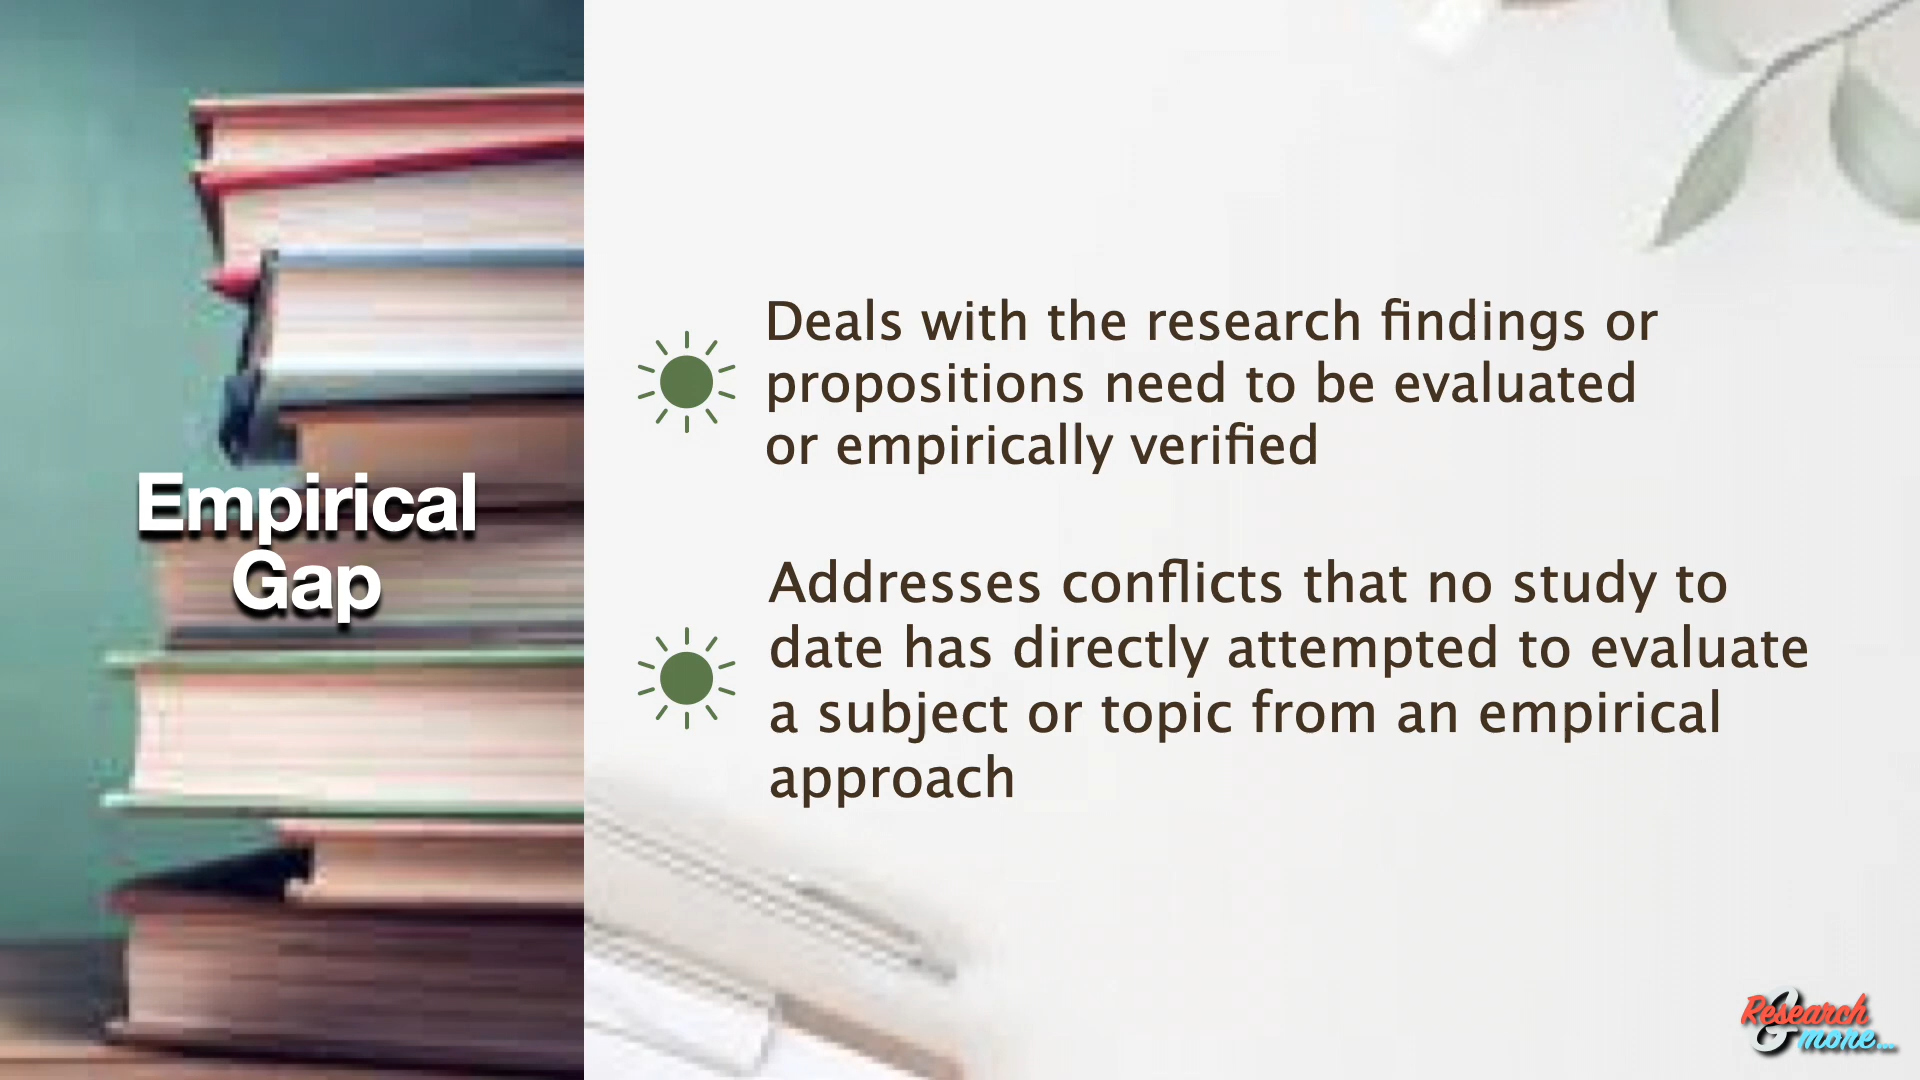 Empirical
Gap
Deals with the research findings or
propositions need to be evaluated
or empirically verified
Addresses conflicts that no study to
date has directly attempted to evaluate
a subject or topic from an empirical
approach
Research
& more...